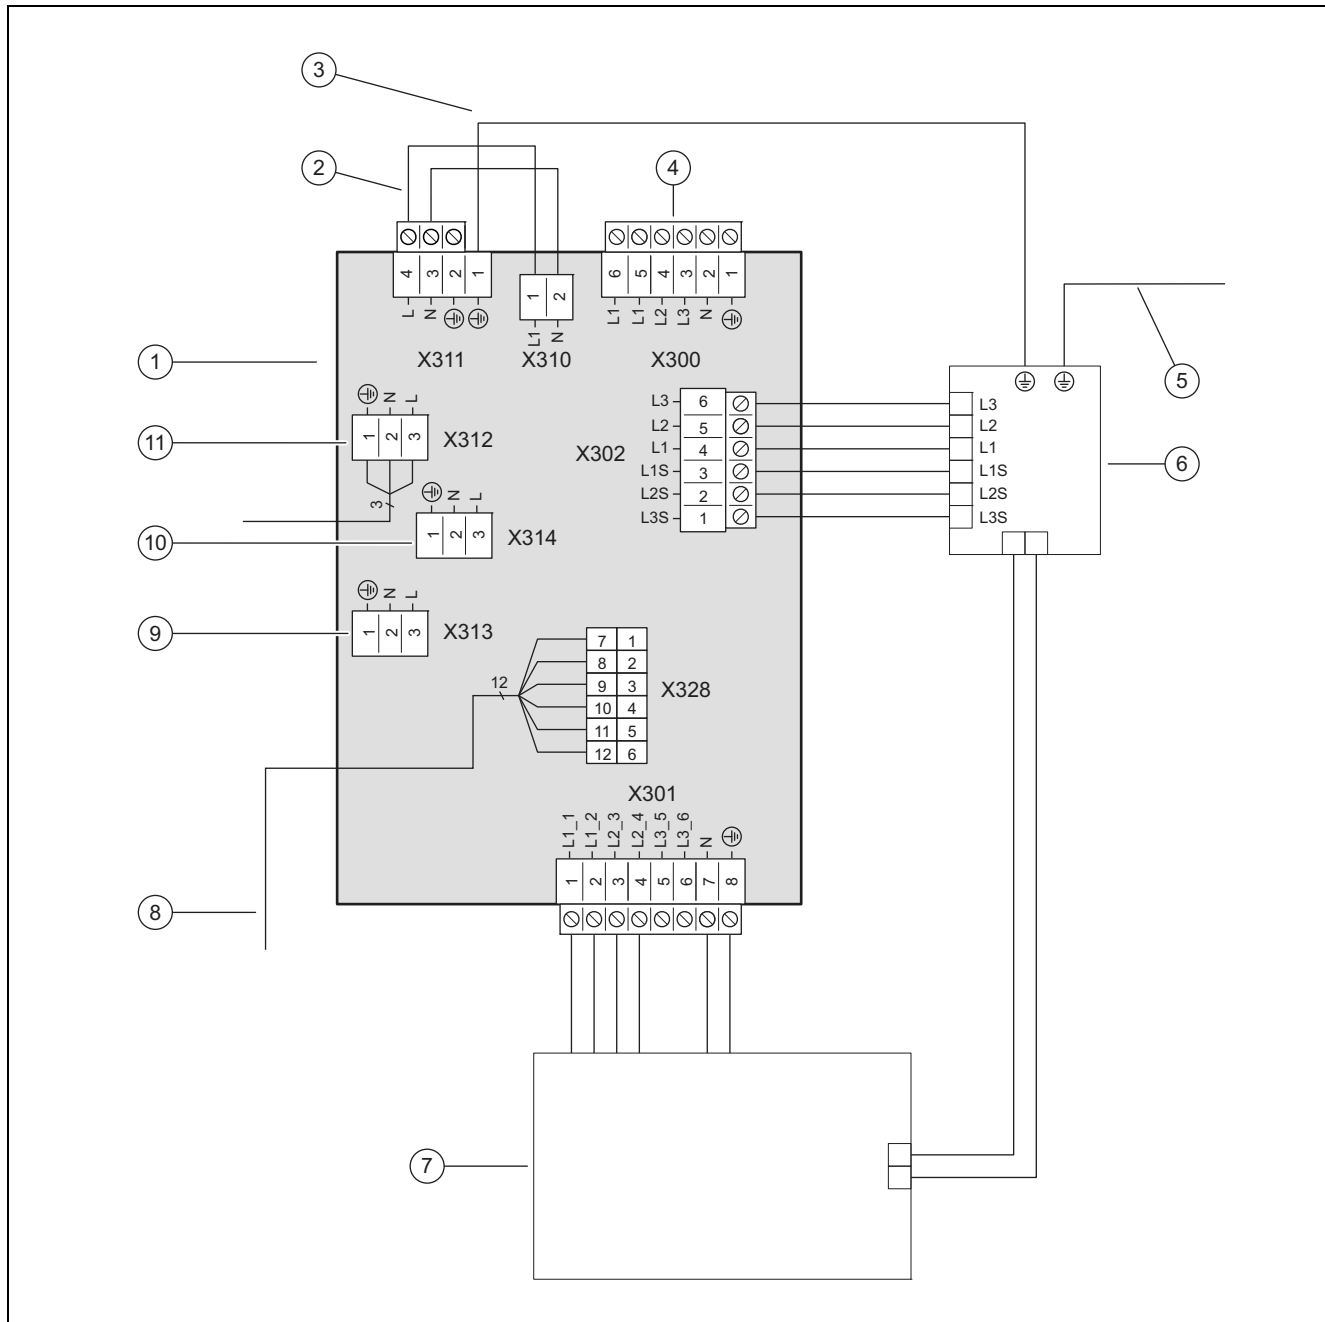 3
2
4
4 3 2 1
L N
1 2
L1 N
6 5 4 3 2 1
L1 L1 L2 L3 N
X311 X310 X300
1
5
N L
1 2 3
X312
11
3
L3 6
L2 5
L1 4
L1S 3
L2S 2
L3S 1
X302
L3
L2
L1
L1S
L2S
L3S
6
N L
1 2 3
X314
10
N L
1 2 3
X313
9
12
7 1
8 2
9 3
10 4
11 5
12 6
X328
X301
L1_1 L1_2 L2_3 L2_4 L3_5 L3_6 N
1 2 3 4 5 6 7 8
8
7